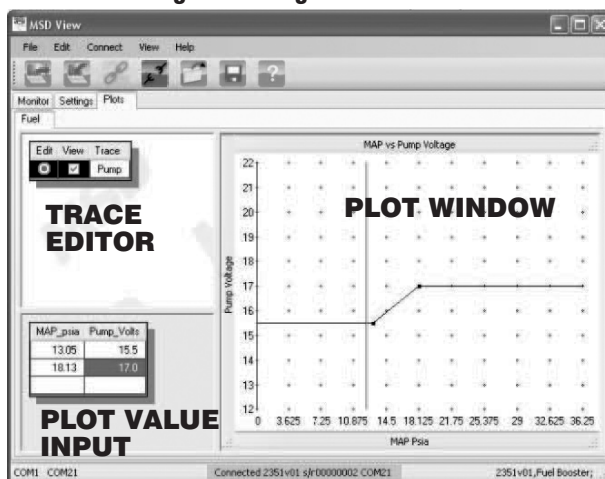 MSD View
File Edit Connect View Help
Monitor Settings Plots
Fuel
Edit View Trace
Pump
TRACE
EDITOR
MAP_psia Pump_Volts
13.05 15.5
18.13 17.0
PLOT VALUE
INPUT
MAP vs Pump Voltage
PLOT WINDOW
Pump Voltage
22
21
20
19
18
17
16
15
14
13
12
0 3.625 7.25 10.875 14.5 18.125 21.75 25.375 29 32.625 36.25
MAP Psia
COM1 COM21 Connected 2351v01 s/r00000002 COM21 2351v01,Fuel Booster;